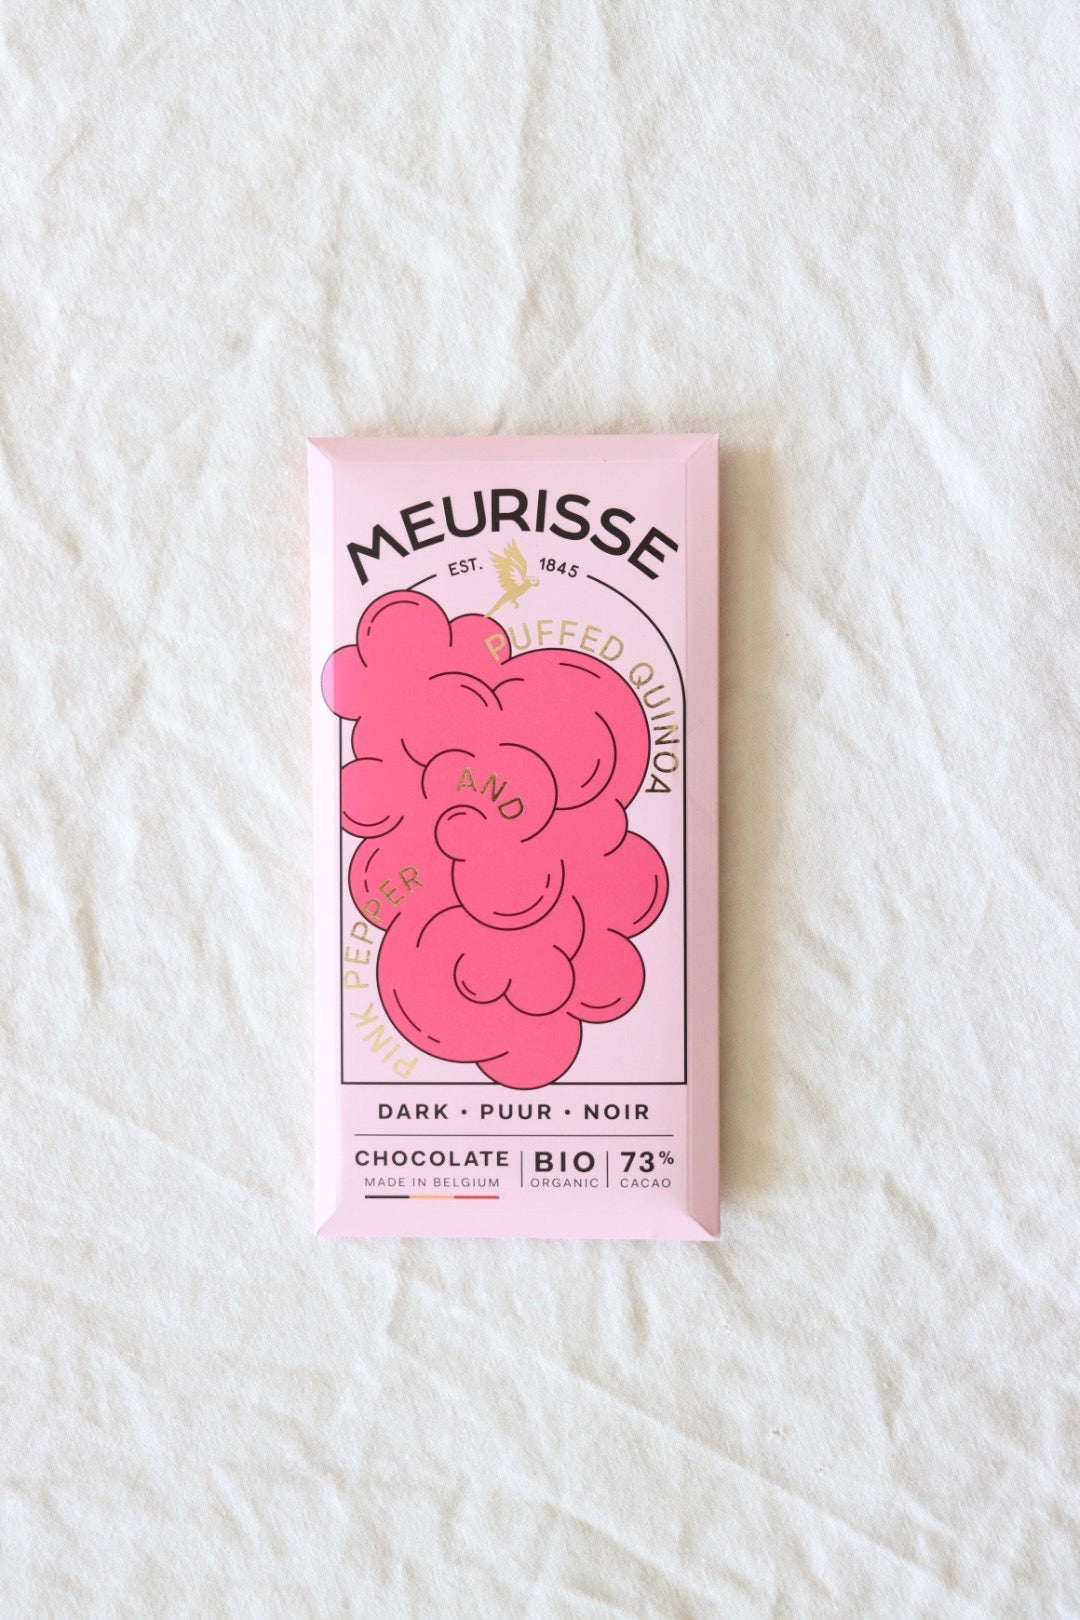 MEURISSE
EST. 1845
PUFFED QUINOA
AND
PINK PEPPER
DARK • PUUR • NOIR
CHOCOLATE
MADE IN BELGIUM
BIO
ORGANIC
73%
CACAO